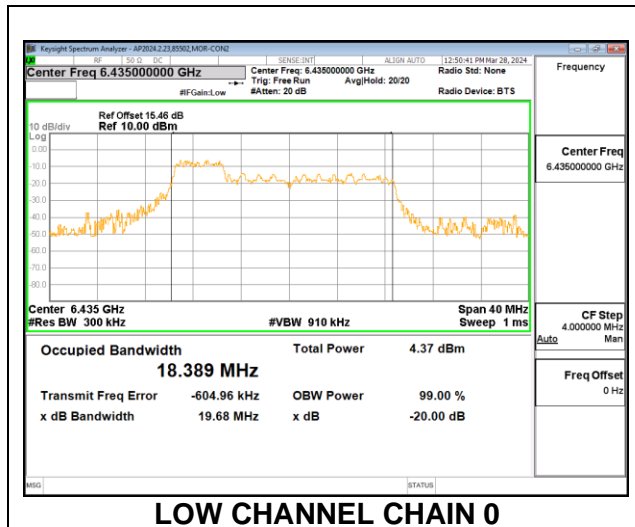 Keysight Spectrum Analyzer - AP2024.2.23,85502,MOR-CON2
RF 50 Ω DC SENSE:INT ALIGN AUTO 12:50:41 PM Mar 28, 2024
Center Freq 6.435000000 GHz
Center Freq: 6.435000000 GHz
Radio Std: None
Trig: Free Run Avg|Hold: 20/20
#IFGain:Low
#Atten: 20 dB
Radio Device: BTS
Frequency
Ref Offset 15.46 dB
10 dB/div Ref 10.00 dBm
Log
0.00
-10.0
-20.0
-30.0
-40.0
-50.0
-60.0
-70.0
-80.0
Center Freq
6.435000000 GHz
Center 6.435 GHz Span 40 MHz
#Res BW 300 kHz #VBW 910 kHz Sweep 1 ms
CF Step
4.000000 MHz
Auto Man
Occupied Bandwidth Total Power 4.37 dBm
18.389 MHz
Transmit Freq Error -604.96 kHz OBW Power 99.00 %
x dB Bandwidth 19.68 MHz x dB -20.00 dB
Freq Offset
0 Hz
MSG STATUS
LOW CHANNEL CHAIN 0